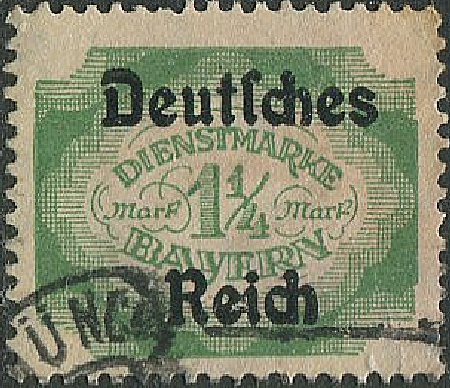 Deutſches
DIENSTMARKE
Mark 1¼ Mark
BAYERN
Reich